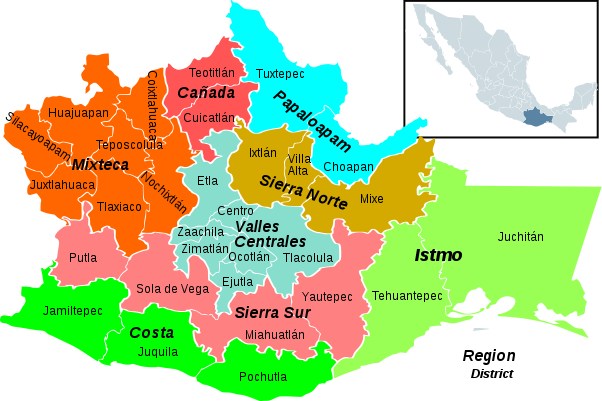 Teotitlán
Tuxtepec
Cañada
Cuicatlán
Papaloapam
Coixtlahuaca
Huajuapan
Silacayoapam
Teposcolula
Mixteca
Juxtlahuaca
Nochixtlán
Tlaxiaco
Ixtlán
Villa
Alta
Choapan
Sierra Norte
Mixe
Etla
Centro
Zaachila
Valles
Centrales
Zimatlán
Ocotlán
Tlacolula
Ejutla
Juchitán
Istmo
Tehuantepec
Putla
Sola de Vega
Yautepec
Sierra Sur
Miahuatlán
Jamiltepec
Costa
Juquila
Pochutla
Region
District